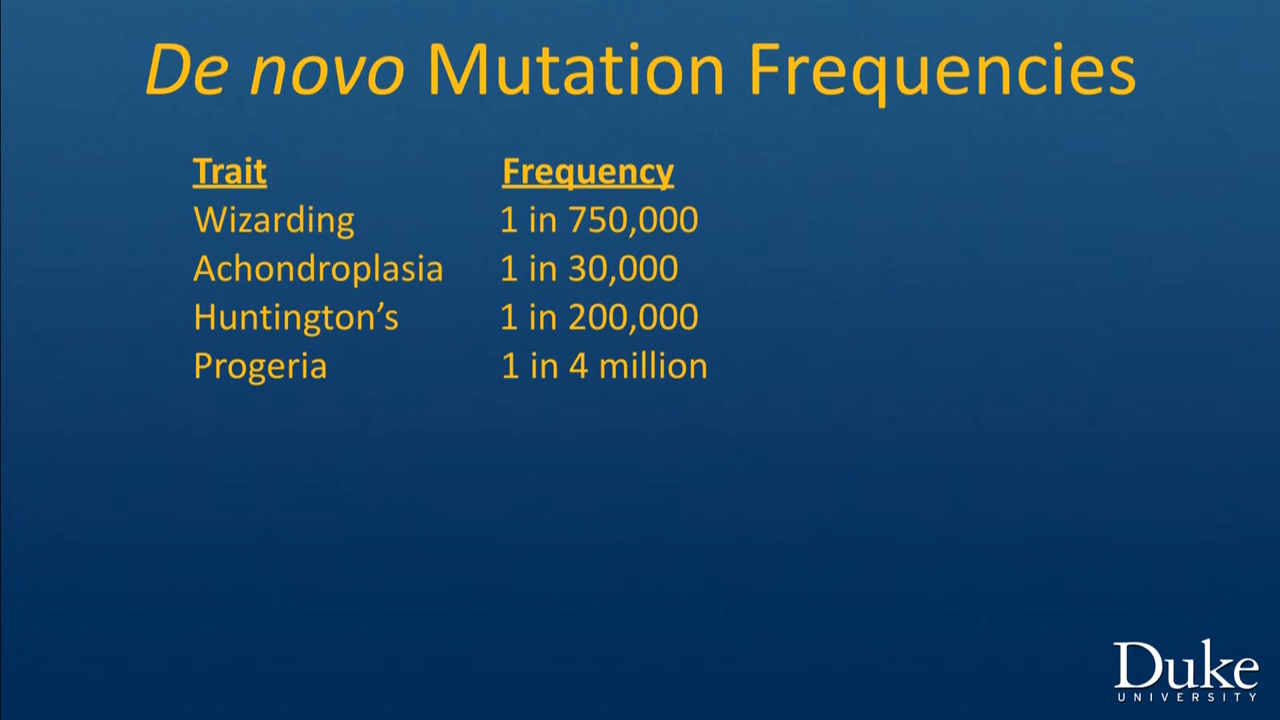 De novo Mutation Frequencies
Trait Frequency
Wizarding 1 in 750,000
Achondroplasia 1 in 30,000
Huntington’s 1 in 200,000
Progeria 1 in 4 million
Duke
UNIVERSITY